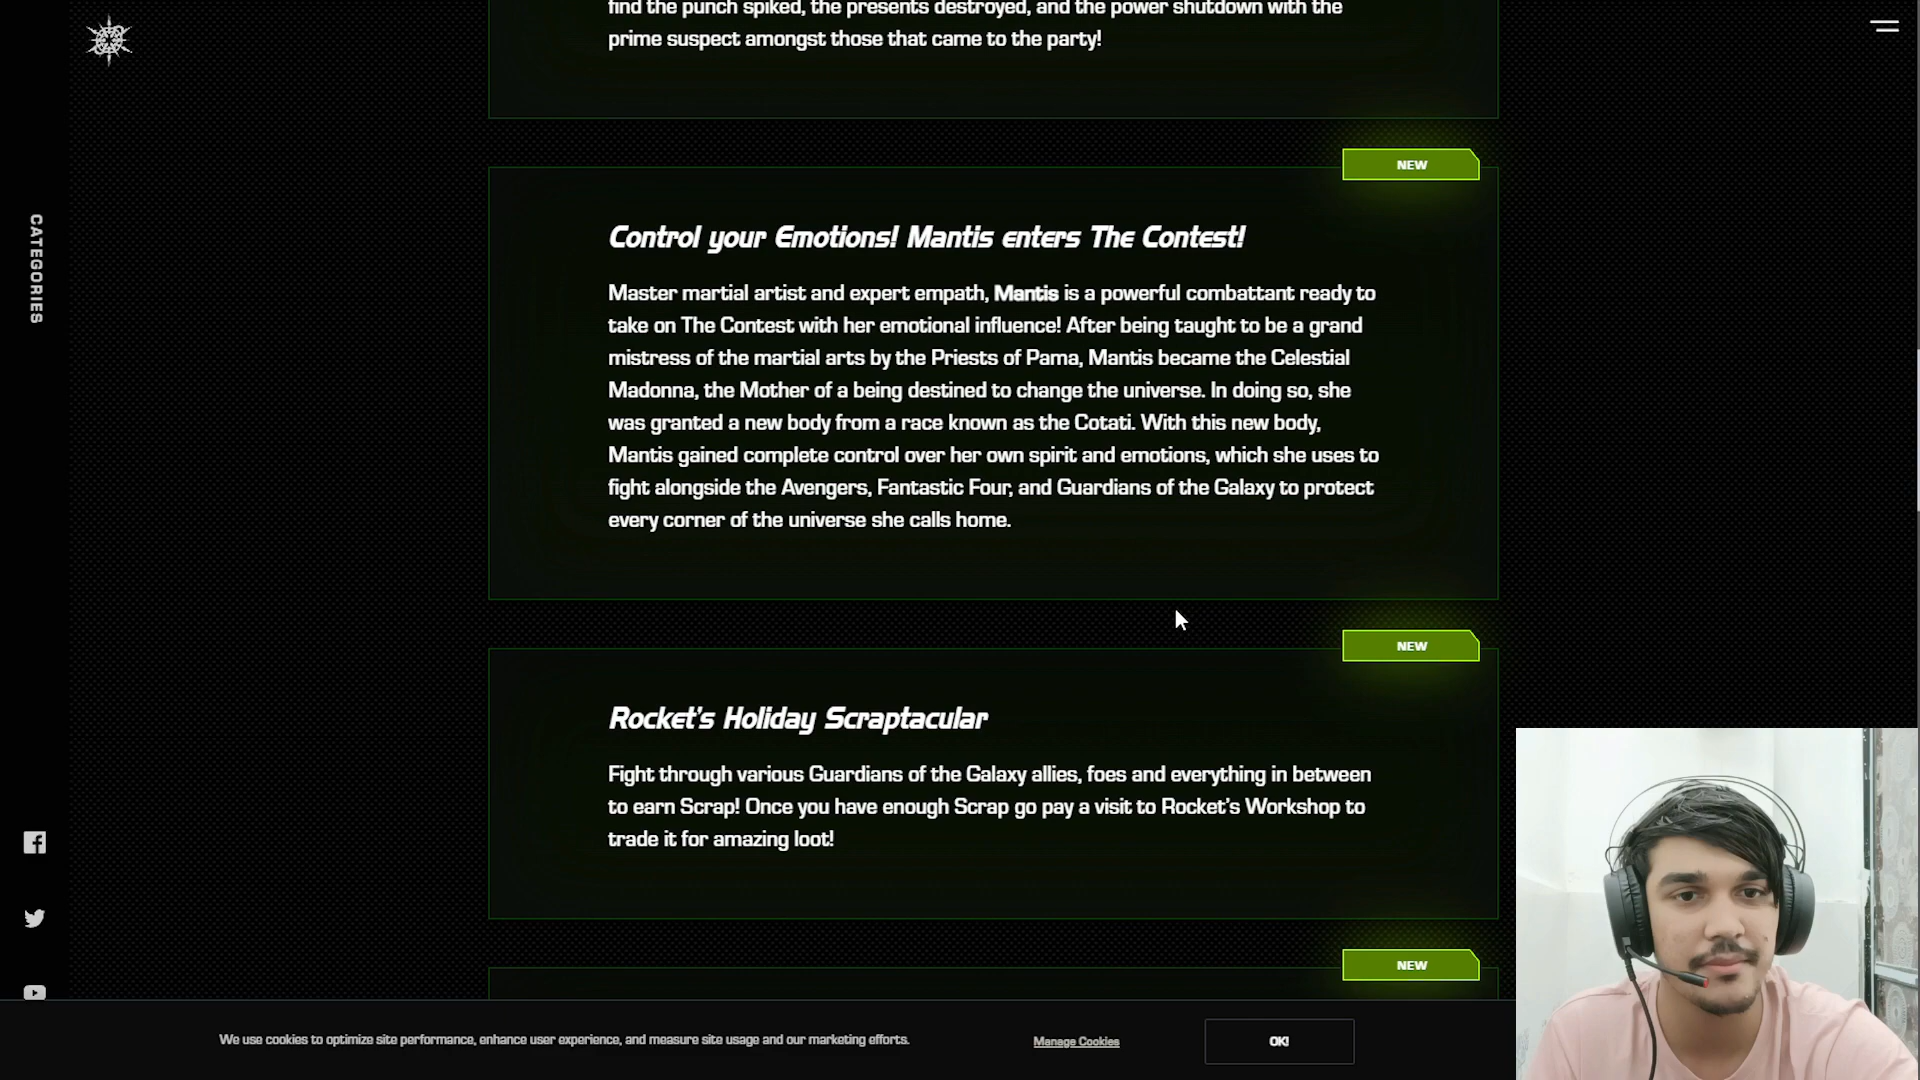 find the punch spiked, the presents destroyed, and the power shutdown with the
prime suspect amongst those that came to the party!
CATEGORIES
NEW
Control your Emotions! Mantis enters The Contest!
Master martial artist and expert empath, Mantis is a powerful combattant ready to
take on The Contest with her emotional influence! After being taught to be a grand
mistress of the martial arts by the Priests of Pama, Mantis became the Celestial
Madonna, the Mother of a being destined to change the universe. In doing so, she
was granted a new body from a race known as the Cotati. With this new body,
Mantis gained complete control over her own spirit and emotions, which she uses to
fight alongside the Avengers, Fantastic Four, and Guardians of the Galaxy to protect
every corner of the universe she calls home.
NEW
Rocket's Holiday Scraptacular
Fight through various Guardians of the Galaxy allies, foes and everything in between
to earn Scrap! Once you have enough Scrap go pay a visit to Rocket's Workshop to
trade it for amazing loot!
NEW
We use cookies to optimize site performance, enhance user experience, and measure site usage and our marketing efforts.
Manage Cookies
OK!